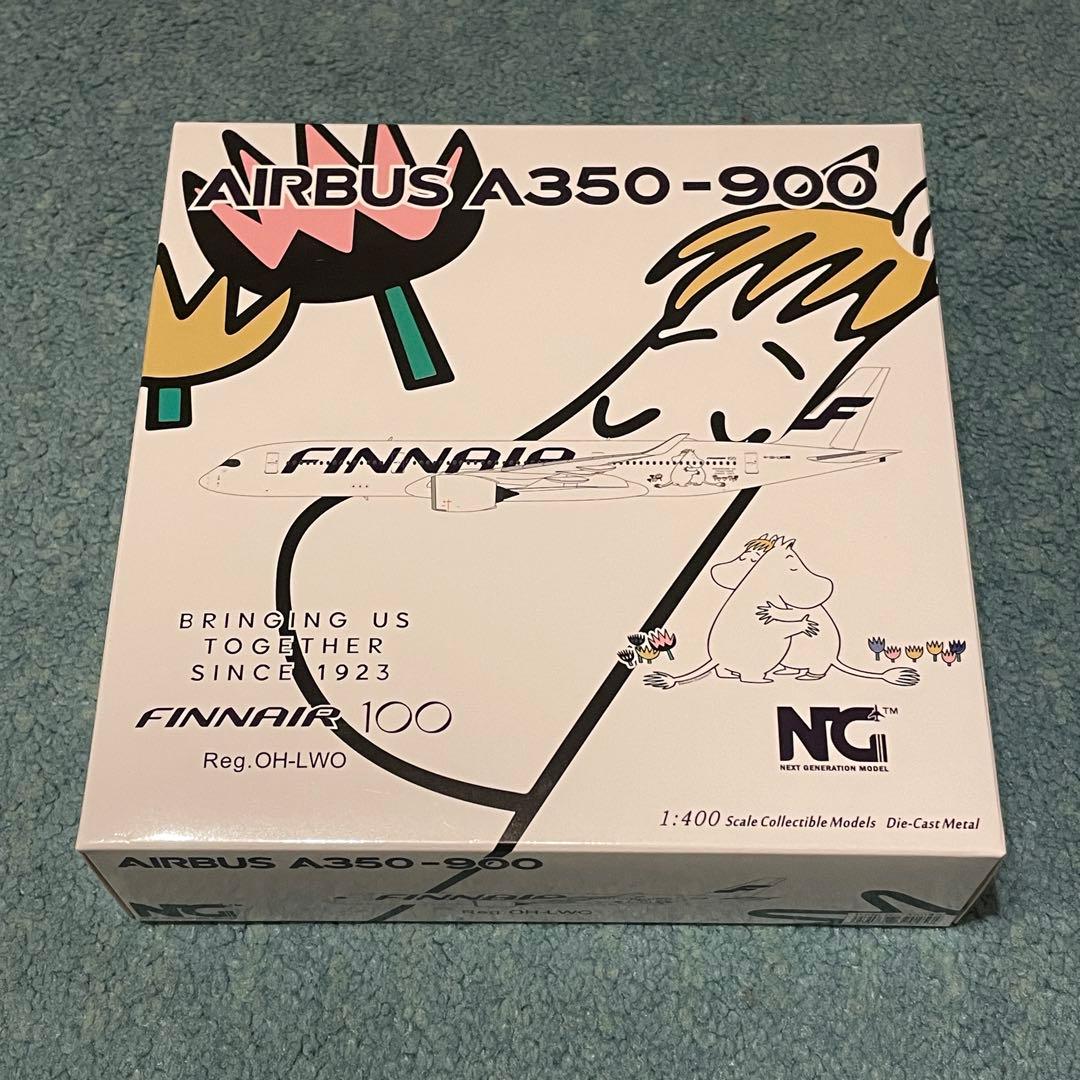 AIRBUS A350-900
FINNAIR
BRINGING US
TOGETHER
SINCE 1923
FINNAIR 100
Reg.OH-LWO
NG™
NEXT GENERATION MODEL
1:400 Scale Collectible Models Die-Cast Metal
AIRBUS A350-900
FINNAIR
NG
Reg.OH-LWO